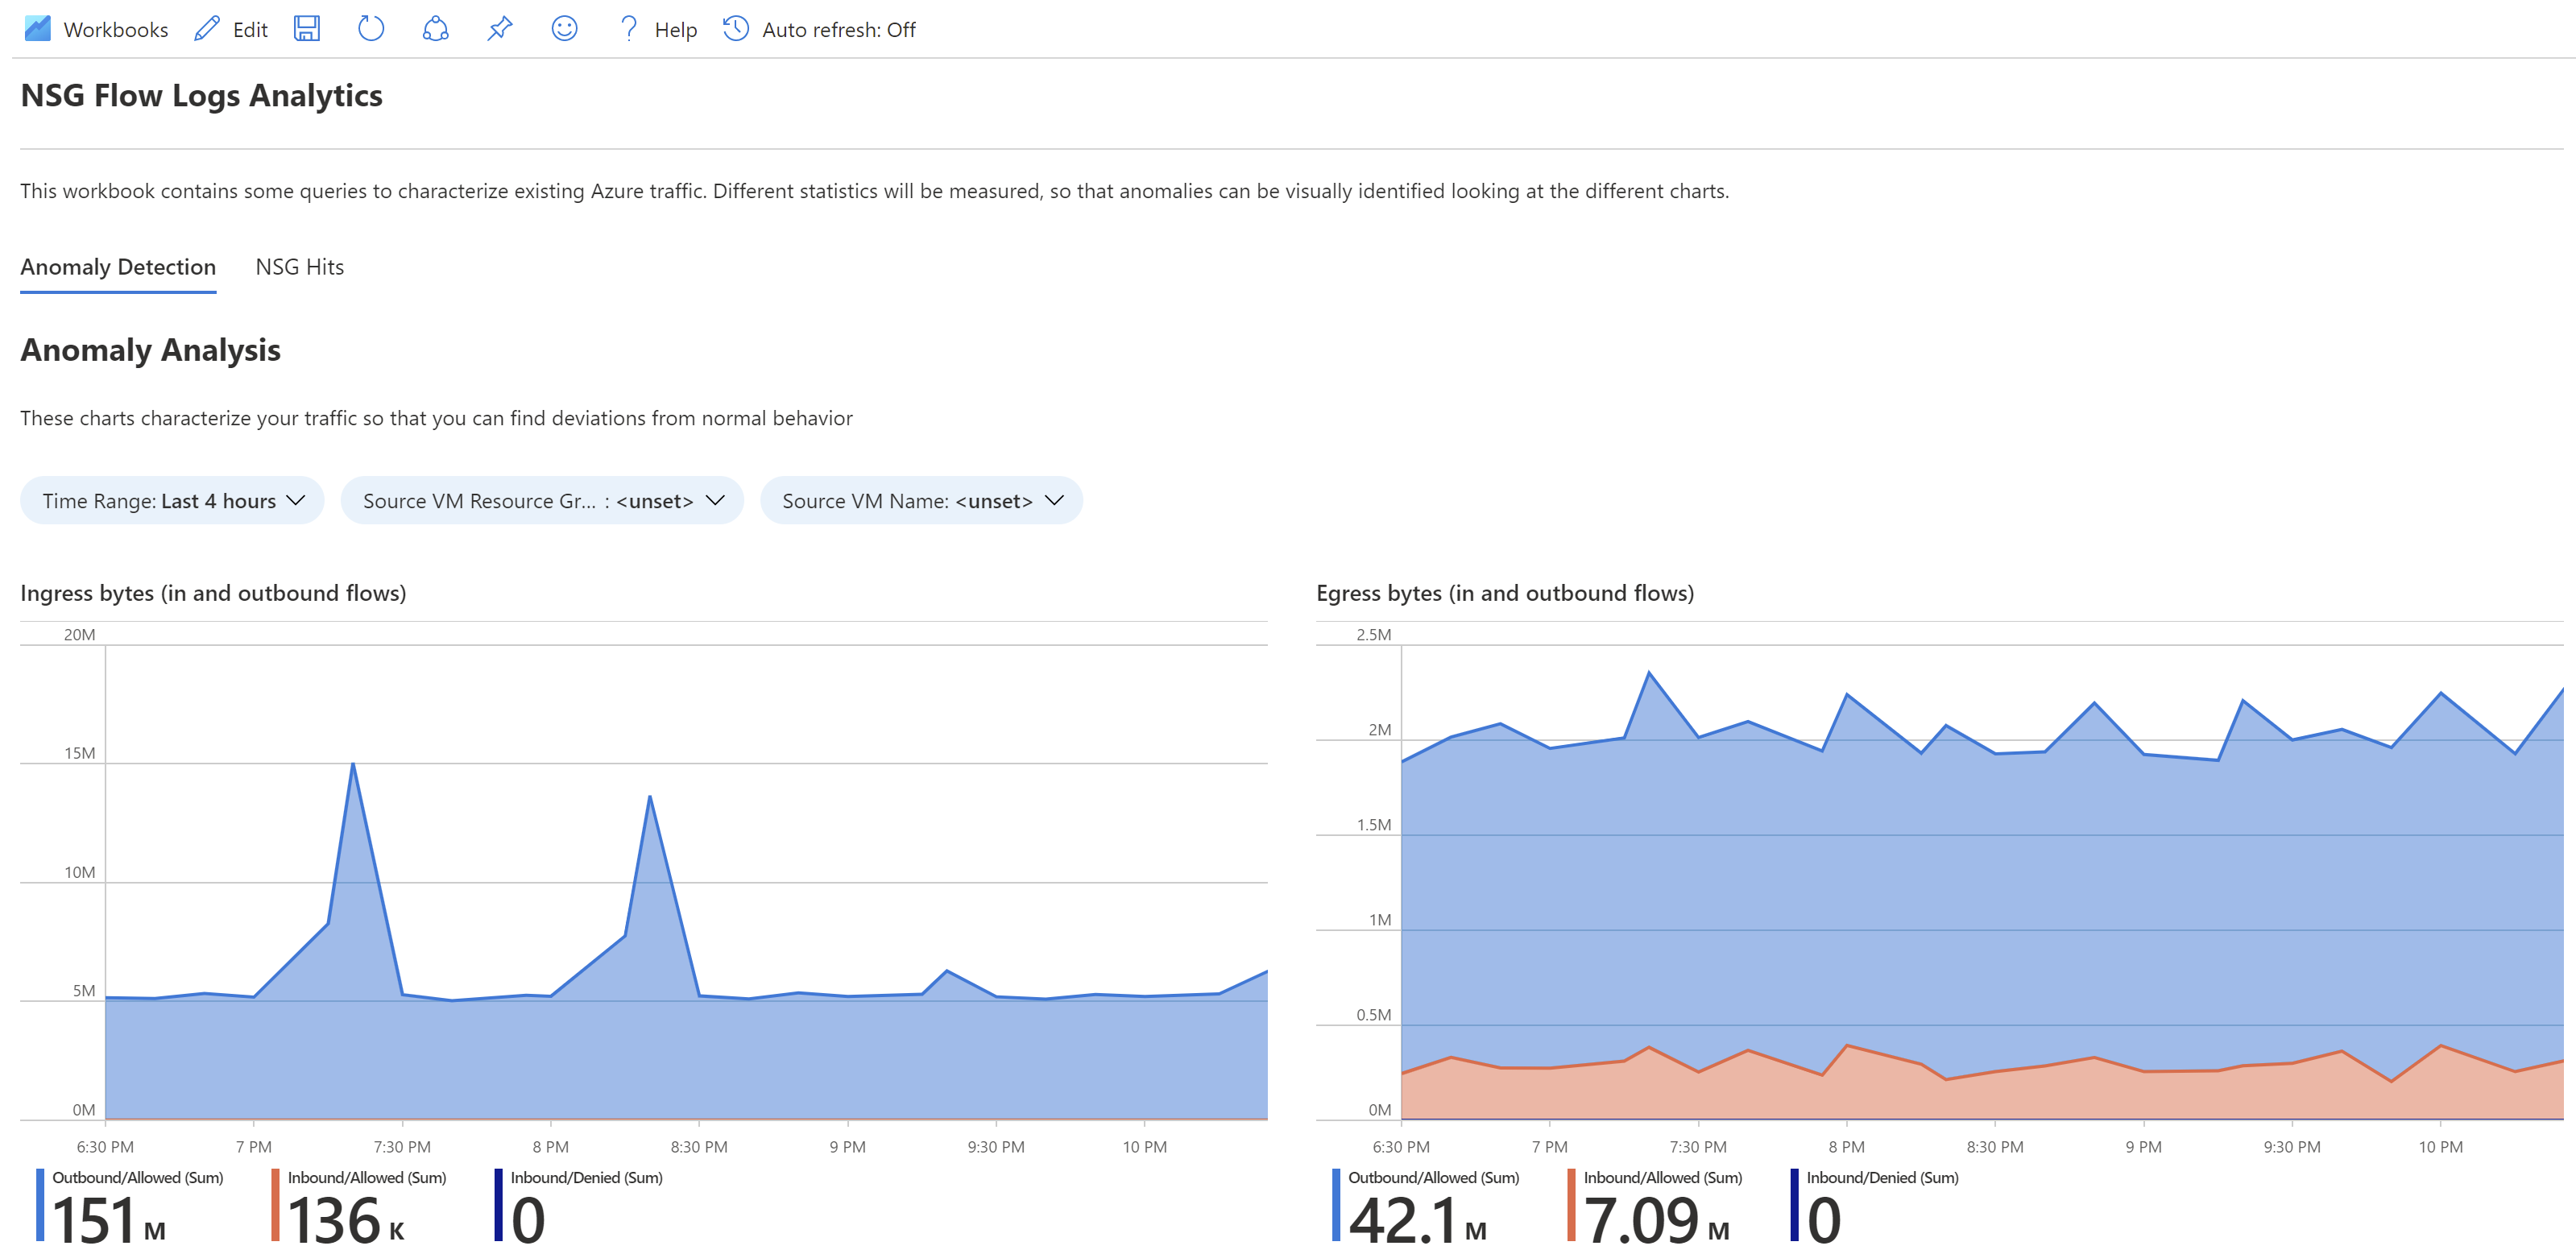 Workbooks Edit Help Auto refresh: Off
NSG Flow Logs Analytics
This workbook contains some queries to characterize existing Azure traffic. Different statistics will be measured, so that anomalies can be visually identified looking at the different charts.
Anomaly Detection NSG Hits
Anomaly Analysis
These charts characterize your traffic so that you can find deviations from normal behavior
Time Range: Last 4 hours Source VM Resource Gr... : <unset> Source VM Name: <unset>
Ingress bytes (in and outbound flows)
20M
15M
10M
5M
0M
6:30 PM 7 PM 7:30 PM 8 PM 8:30 PM 9 PM 9:30 PM 10 PM
Outbound/Allowed (Sum) Inbound/Allowed (Sum) Inbound/Denied (Sum)
151 M 136 K 0
Egress bytes (in and outbound flows)
2.5M
2M
1.5M
1M
0.5M
0M
6:30 PM 7 PM 7:30 PM 8 PM 8:30 PM 9 PM 9:30 PM 10 PM
Outbound/Allowed (Sum) Inbound/Allowed (Sum) Inbound/Denied (Sum)
42.1 M 7.09 M 0